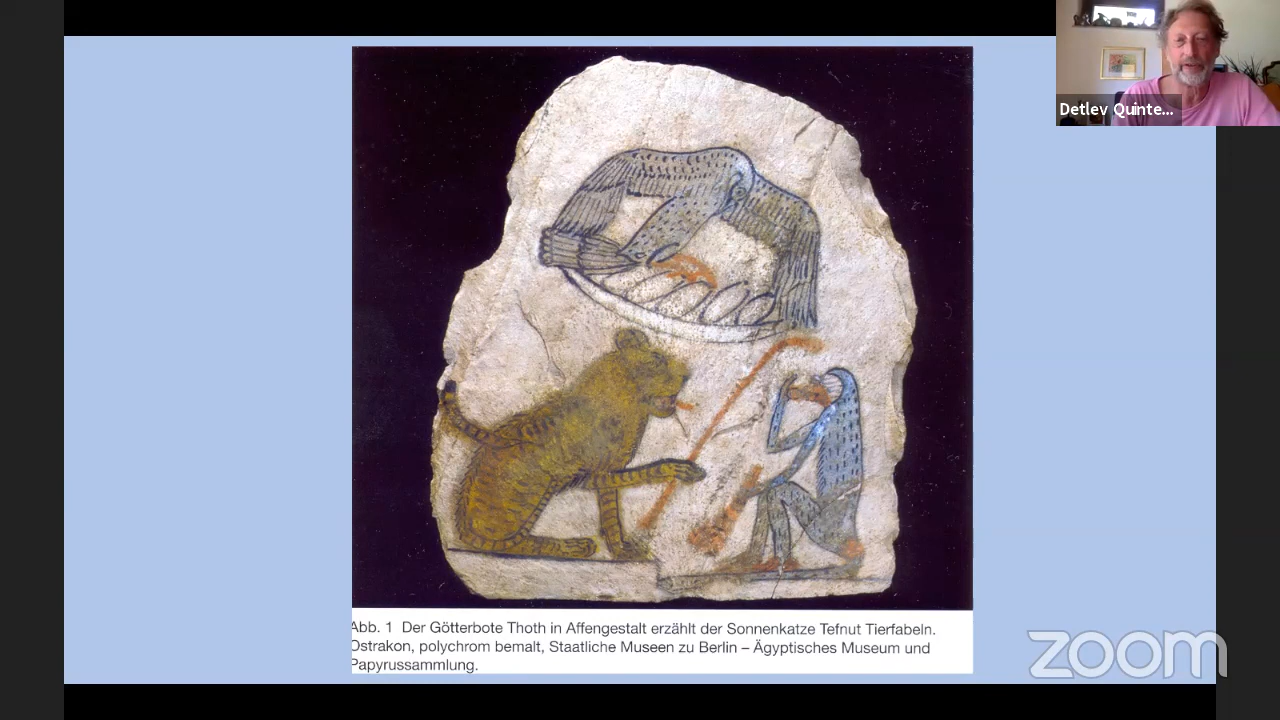 Detlev Quinte...
Abb. 1 Der Götterbote Thoth in Affengestalt erzählt der Sonnenkatze Tefnut Tierfabeln.
Ostrakon, polychrom bemalt, Staatliche Museen zu Berlin – Ägyptisches Museum und
Papyrussammlung.
zoom